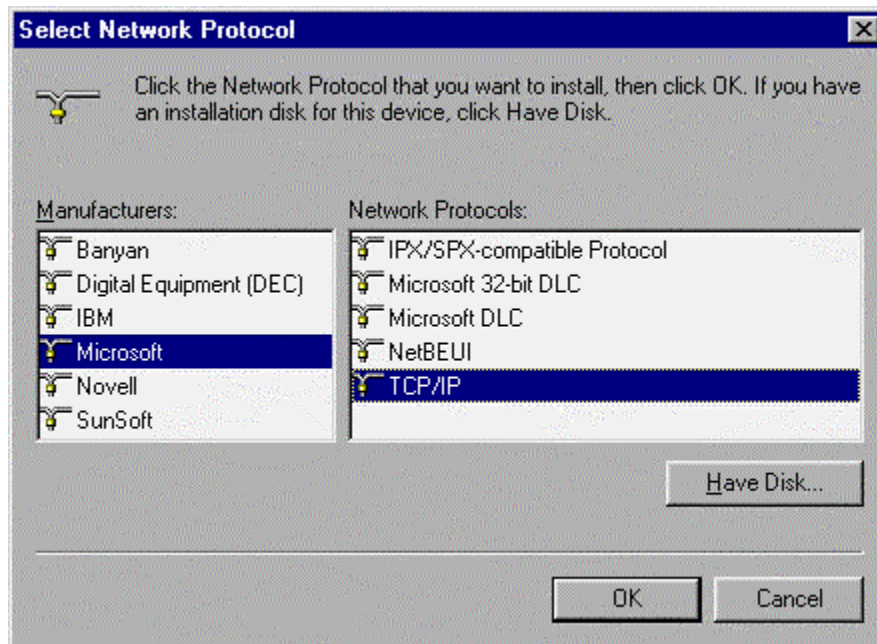 Select Network Protocol
Click the Network Protocol that you want to install, then click OK. If you have
an installation disk for this device, click Have Disk.
Manufacturers:
Banyan
Digital Equipment (DEC)
IBM
Microsoft
Novell
SunSoft
Network Protocols:
IPX/SPX-compatible Protocol
Microsoft 32-bit DLC
Microsoft DLC
NetBEUI
TCP/IP
Have Disk...
OK
Cancel